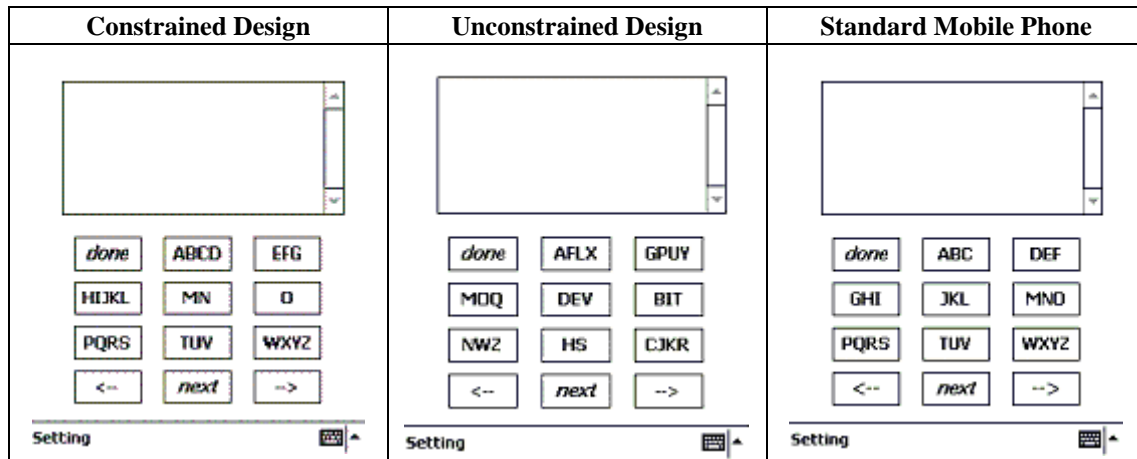 Constrained Design Unconstrained Design Standard Mobile Phone
done ABCD EFG
HIJKL MN O
PQRS TUV WXYZ
<-- next -->
Setting
done AFLX GPUY
MOQ DEV BIT
NWZ HS CJKR
<-- next -->
Setting
done ABC DEF
GHI JKL MNO
PQRS TUV WXYZ
<-- next -->
Setting